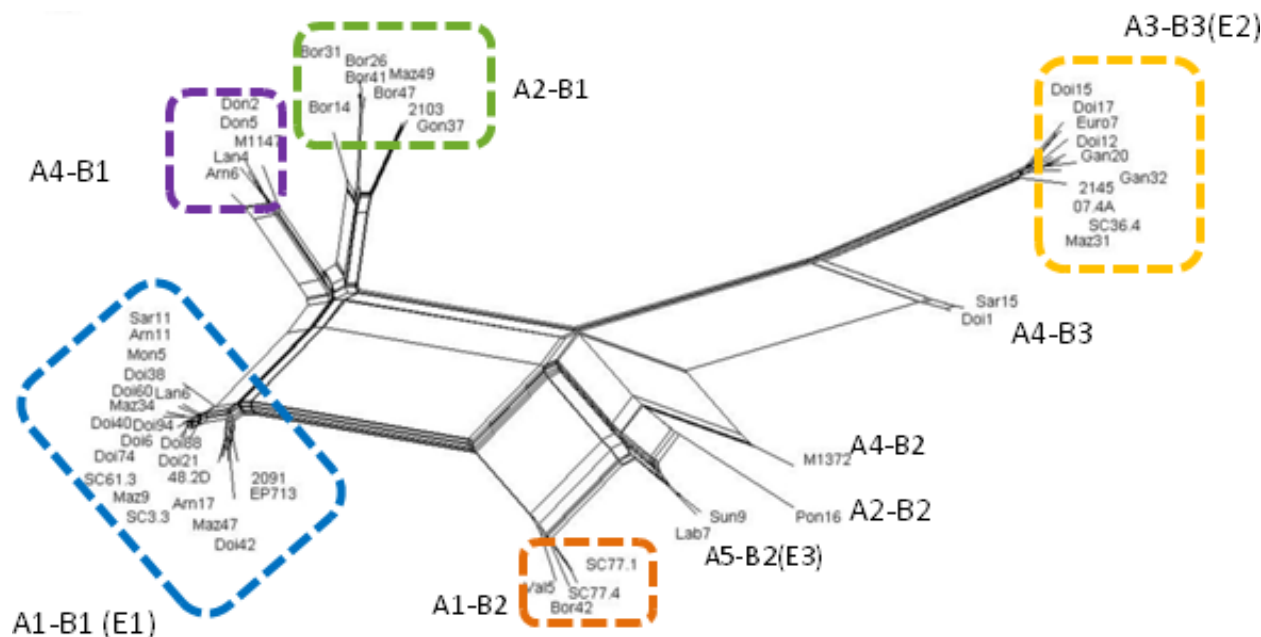 A3-B3(E2)
Doi15
Doi17
Euro7
Doi12
Gan20
Gan32
2145
07.4A
SC36.4
Maz31
Bor31
Bor26
Bor41
Maz49
Bor47
Bor14
2103
Gon37
A2-B1
Don2
Don5
M1147
Lan4
Arn6
A4-B1
Sar15
Doi1
A4-B3
Sar11
Arn11
Mon5
Doi38
Doi60
Lan6
Maz34
Doi40
Doi94
Doi6
Doi88
Doi74
Doi21
SC61.3
48.2D
2091
EP713
Maz9
Arn17
SC3.3
Maz47
Doi42
A1-B1 (E1)
M1372
A4-B2
Pon16
A2-B2
Sun9
Lab7
A5-B2(E3)
SC77.1
Val5
SC77.4
Bor42
A1-B2